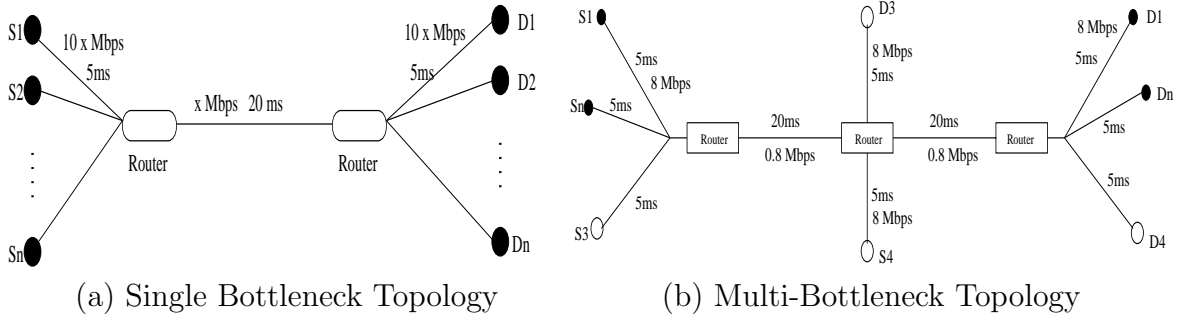 S1
10 x Mbps
5ms
S2
x Mbps 20 ms
Router
Router
Sn
10 x Mbps
5ms
D1
D2
Dn
(a) Single Bottleneck Topology
S1
5ms
8 Mbps
Sn
5ms
S3
5ms
Router
20ms
0.8 Mbps
D3
8 Mbps
5ms
Router
5ms
8 Mbps
S4
20ms
0.8 Mbps
Router
8 Mbps
D1
5ms
Dn
5ms
5ms
D4
(b) Multi-Bottleneck Topology